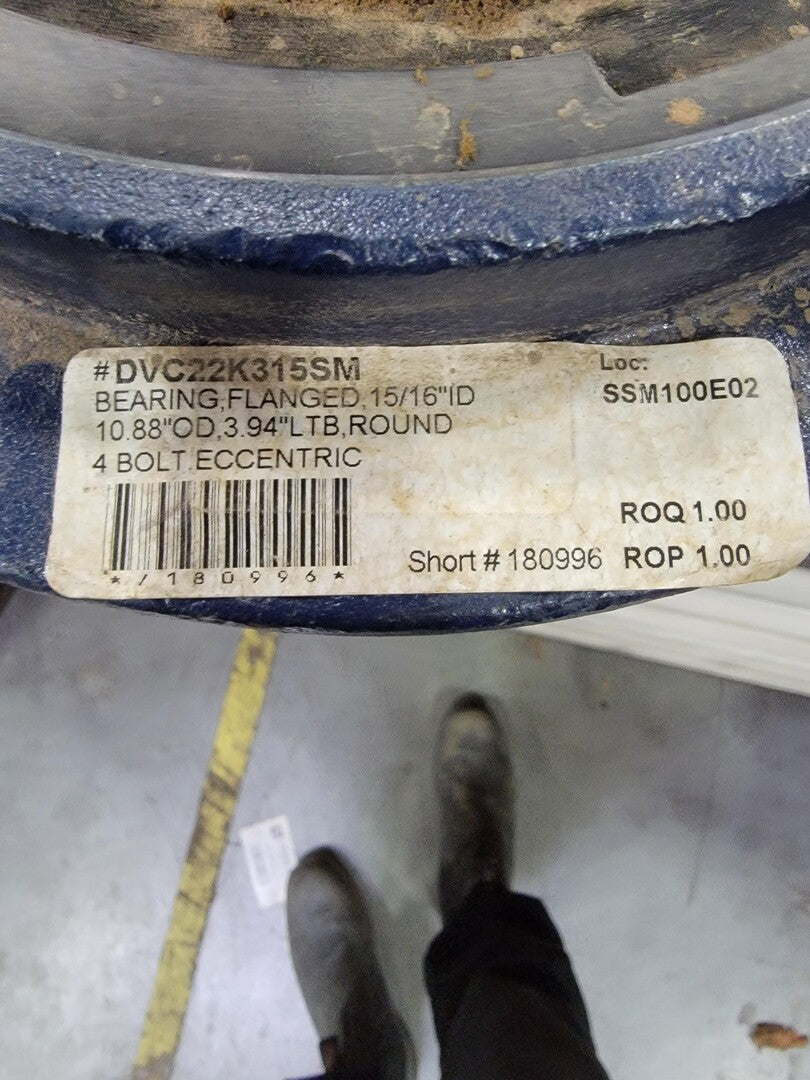 #DVC22K315SM
BEARING,FLANGED,15/16"ID
10.88"OD,3.94"LTB,ROUND
4 BOLT.ECCENTRIC
*/180996*
Loc:
SSM100E02
ROQ 1.00
Short # 180996 ROP 1.00